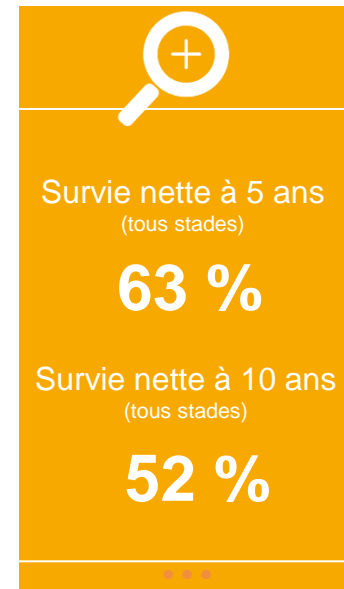 Survie nette à 5 ans
(tous stades)
63 %
Survie nette à 10 ans
(tous stades)
52 %